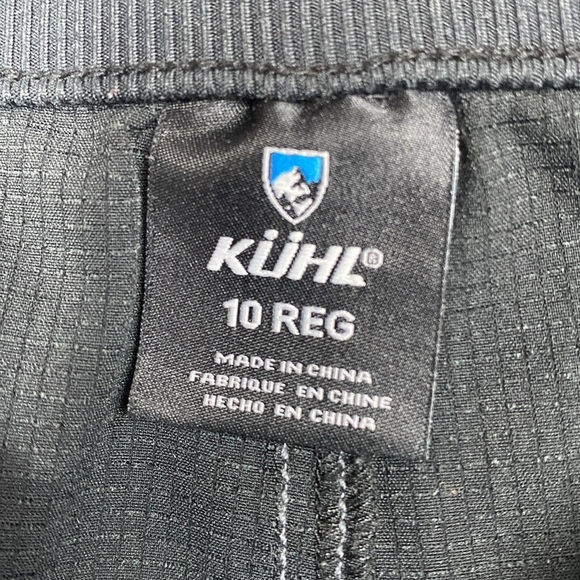 KÜHL®
10 REG
MADE IN CHINA
FABRIQUE EN CHINE
HECHO EN CHINA